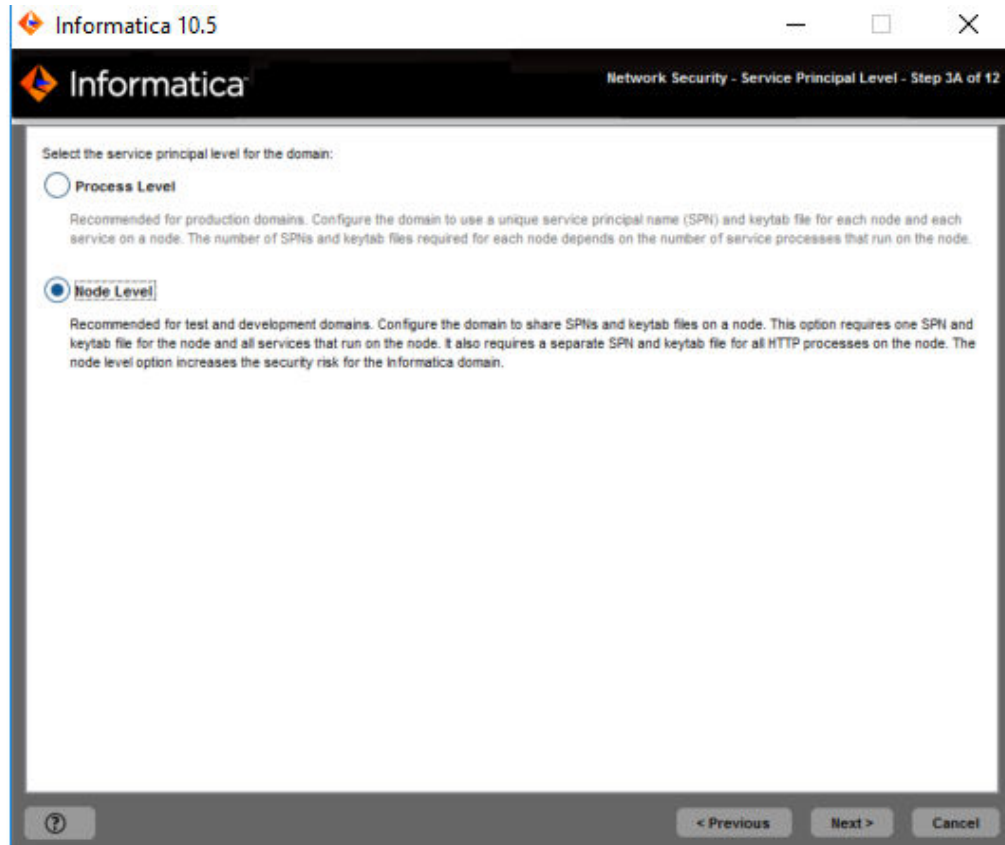 Informatica 10.5
Informatica
Network Security - Service Principal Level - Step 3A of 12
Select the service principal level for the domain:
Process Level
Recommended for production domains. Configure the domain to use a unique service principal name (SPN) and keytab file for each node and each
service on a node. The number of SPNs and keytab files required for each node depends on the number of service processes that run on the node.
Node Level
Recommended for test and development domains. Configure the domain to share SPNs and keytab files on a node. This option requires one SPN and
keytab file for the node and all services that run on the node. It also requires a separate SPN and keytab file for all HTTP processes on the node. The
node level option increases the security risk for the Informatica domain.
?
< Previous
Next >
Cancel